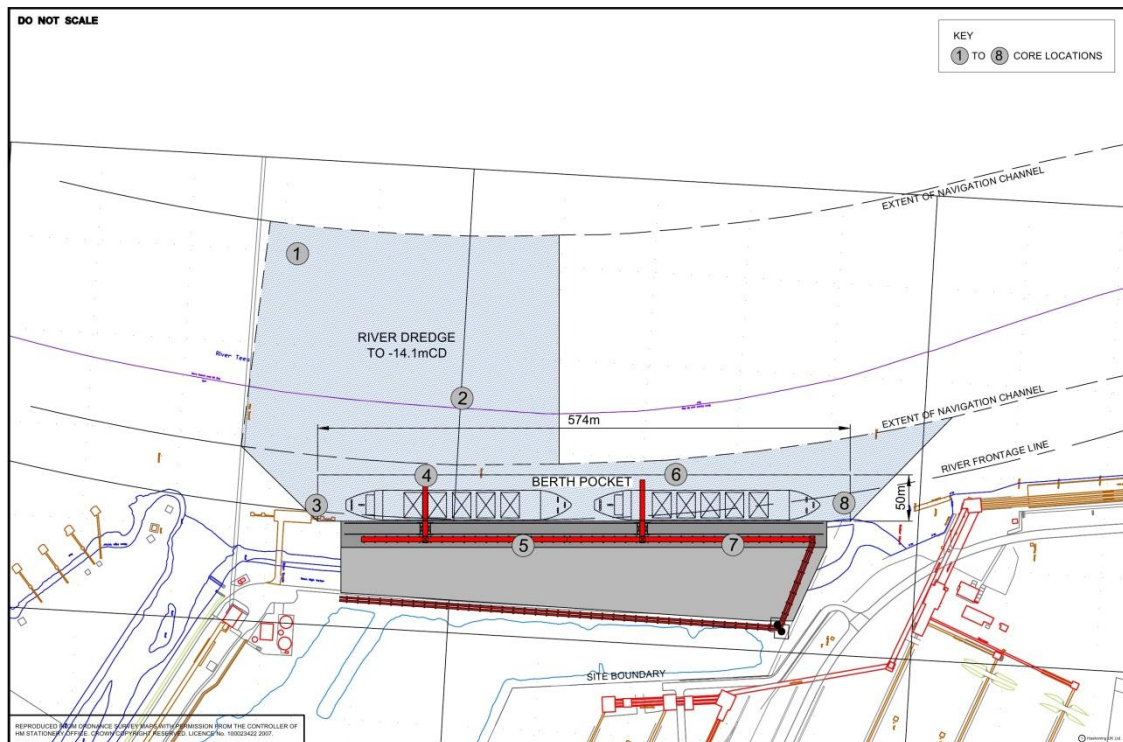 DO NOT SCALE
KEY
1 TO 8 CORE LOCATIONS
EXTENT OF NAVIGATION CHANNEL
1
RIVER DREDGE
TO -14.1mCD
River Tees
2
574m
EXTENT OF NAVIGATION CHANNEL
RIVER FRONTAGE LINE
4
6
BERTH POCKET
3
8
50m
5
7
SITE BOUNDARY
REPRODUCED FROM ORDNANCE SURVEY MAPS WITH PERMISSION FROM THE CONTROLLER OF
HM STATIONERY OFFICE. CROWN COPYRIGHT RESERVED. LICENCE No. 100023422 2007.